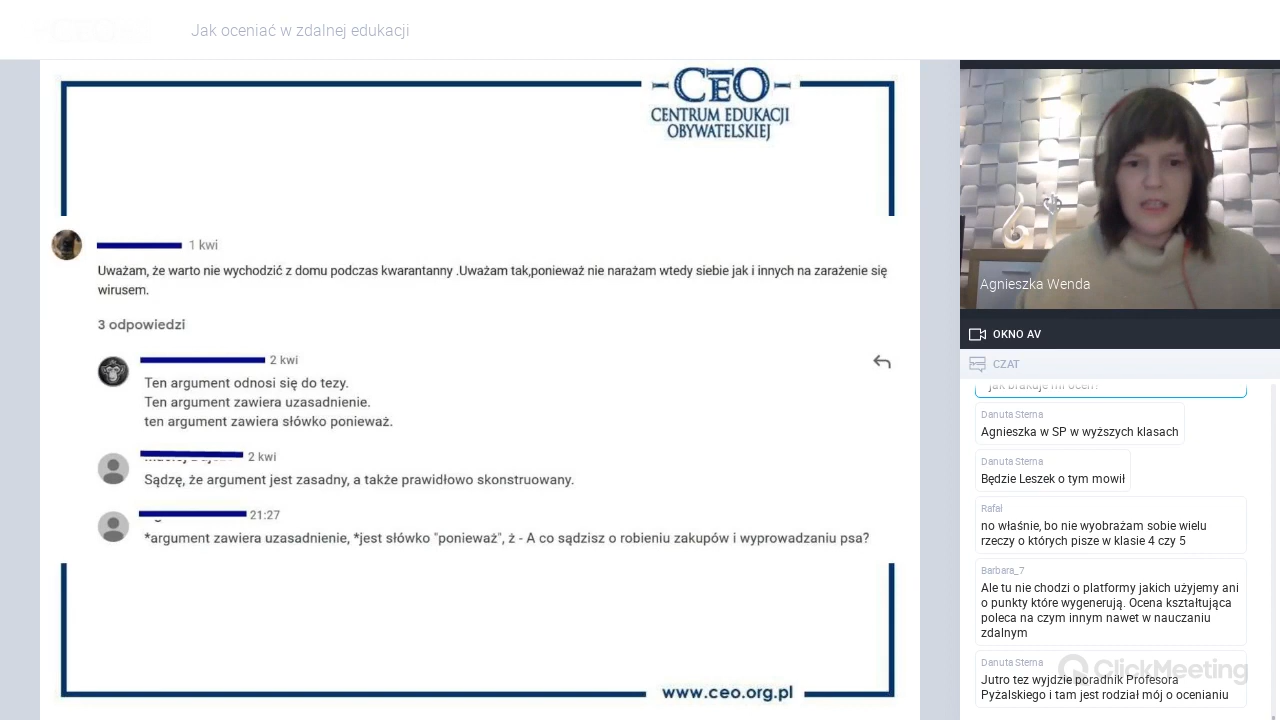 Jak oceniać w zdalnej edukacji
CEO
CENTRUM EDUKACJI
OBYWATELSKIEJ
1 kwi
Uważam, że warto nie wychodzić z domu podczas kwarantanny .Uważam tak,ponieważ nie narażam wtedy siebie jak i innych na zarażenie się
wirusem.
3 odpowiedzi
2 kwi
Ten argument odnosi się do tezy.
Ten argument zawiera uzasadnienie.
ten argument zawiera słówko ponieważ.
2 kwi
Sądzę, że argument jest zasadny, a także prawidłowo skonstruowany.
21:27
*argument zawiera uzasadnienie, *jest słówko "ponieważ", ż - A co sądzisz o robieniu zakupów i wyprowadzaniu psa?
www.ceo.org.pl
Agnieszka Wenda
OKNO AV
CZAT
jak brakuje mi ocen?
Danuta Sterna
Agnieszka w SP w wyższych klasach
Danuta Sterna
Będzie Leszek o tym mowił
Rafał
no właśnie, bo nie wyobrażam sobie wielu
rzeczy o których pisze w klasie 4 czy 5
Barbara_7
Ale tu nie chodzi o platformy jakich użyjemy ani
o punkty które wygenerują. Ocena kształtująca
poleca na czym innym nawet w nauczaniu
zdalnym
Danuta Sterna
Jutro tez wyjdzie poradnik Profesora
Pyżalskiego i tam jest rodział mój o ocenianiu
ClickMeeting